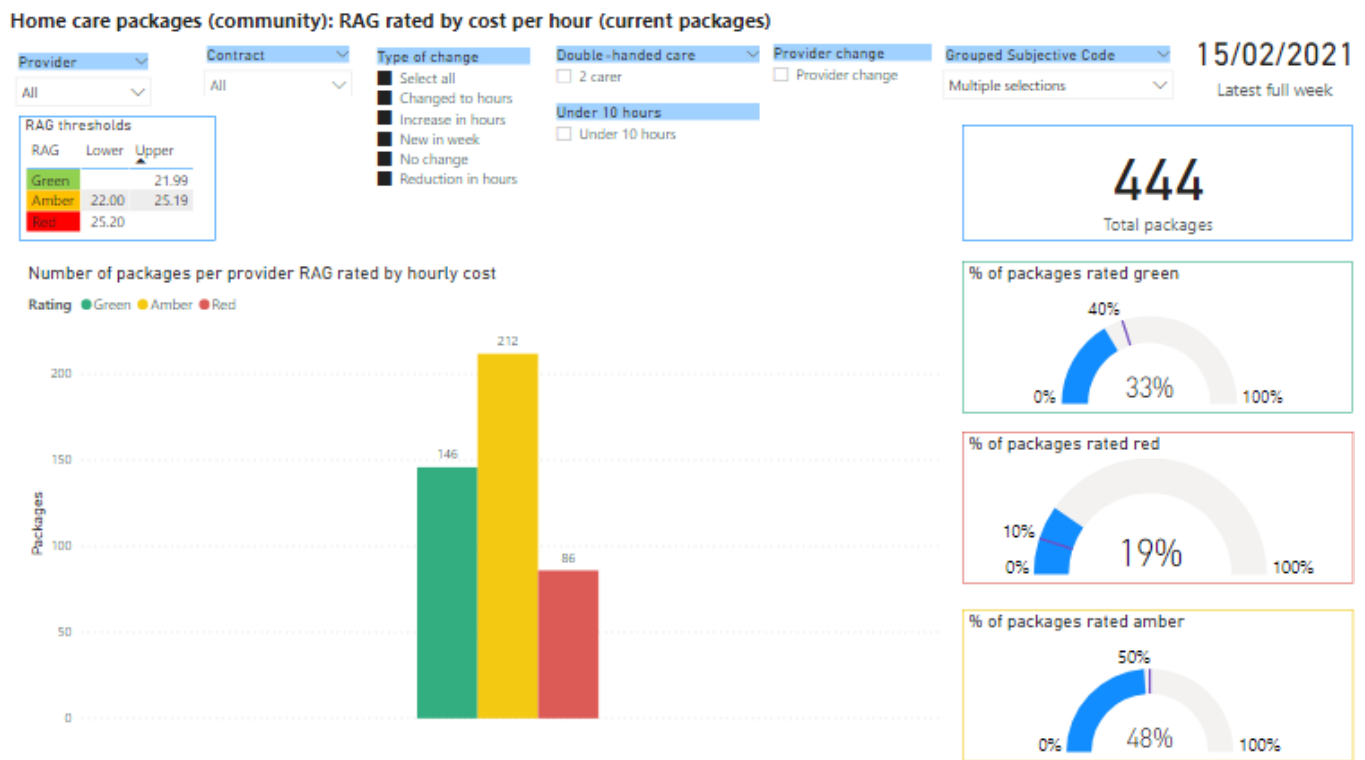 Home care packages (community): RAG rated by cost per hour (current packages)
Provider
All
Contract
All
Type of change
Select all
Changed to hours
Increase in hours
New in week
No change
Reduction in hours
Double-handed care
2 carer
Under 10 hours
Under 10 hours
Provider change
Provider change
Grouped Subjective Code
Multiple selections
15/02/2021
Latest full week
RAG thresholds
RAG Lower Upper
Green 21.99
Amber 22.00 25.19
Red 25.20
444
Total packages
Number of packages per provider RAG rated by hourly cost
Rating Green Amber Red
Packages
200
150
100
50
0
146
212
86
% of packages rated green
40%
0%
33%
100%
% of packages rated red
10%
0%
19%
100%
% of packages rated amber
50%
0%
48%
100%